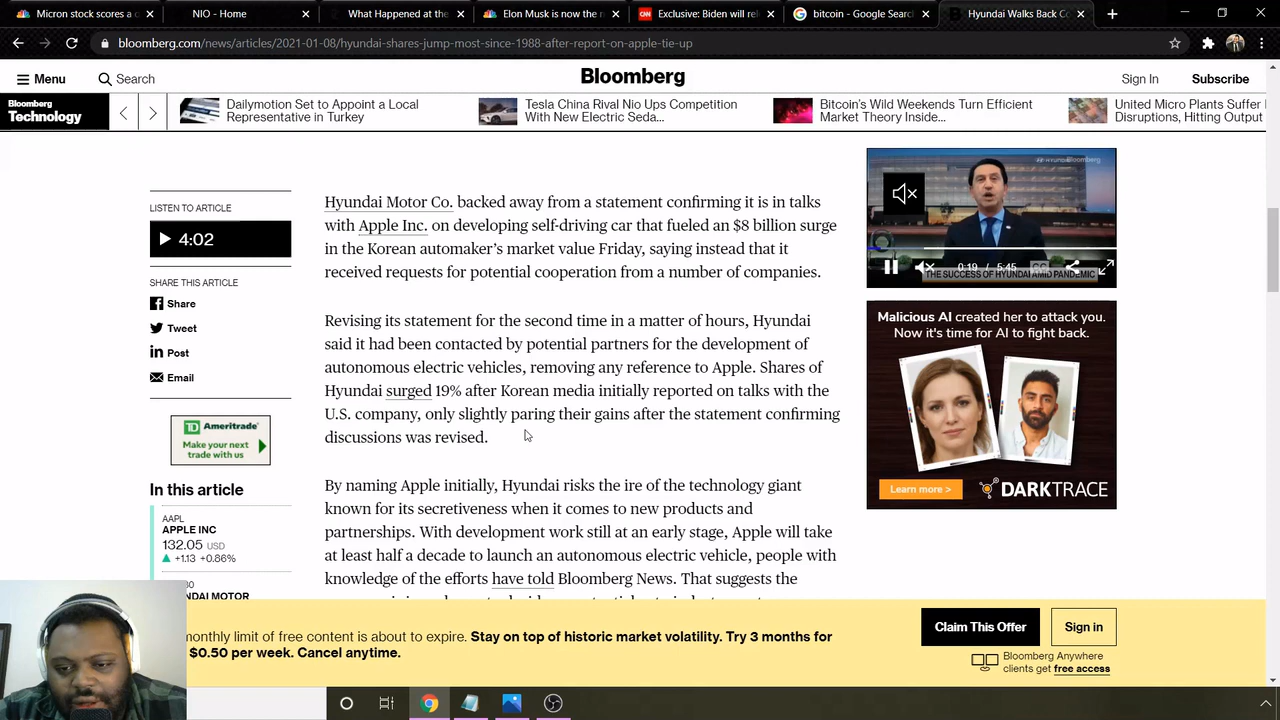 Micron stock scores a c
NIO - Home
What Happened at the
Elon Musk is now the
Exclusive: Biden will rel
bitcoin - Google Search
Hyundai Walks Back Co
bloomberg.com/news/articles/2021-01-08/hyundai-shares-jump-most-since-1988-after-report-on-apple-tie-up
Menu
Search
Bloomberg
Sign In
Subscribe
Bloomberg
Technology
Dailymotion Set to Appoint a Local
Representative in Turkey
Tesla China Rival Nio Ups Competition
With New Electric Seda...
Bitcoin's Wild Weekends Turn Efficient
Market Theory Inside...
United Micro Plants Suffer
Disruptions, Hitting Output
LISTEN TO ARTICLE
4:02
SHARE THIS ARTICLE
Share
Tweet
Post
Email
TD Ameritrade
Make your next
trade with us
In this article
AAPL
APPLE INC
132.05 USD
+1.13 +0.86%
NDAI MOTOR
Hyundai Motor Co. backed away from a statement confirming it is in talks
with Apple Inc. on developing self-driving car that fueled an $8 billion surge
in the Korean automaker's market value Friday, saying instead that it
received requests for potential cooperation from a number of companies.
Revising its statement for the second time in a matter of hours, Hyundai
said it had been contacted by potential partners for the development of
autonomous electric vehicles, removing any reference to Apple. Shares of
Hyundai surged 19% after Korean media initially reported on talks with the
U.S. company, only slightly paring their gains after the statement confirming
discussions was revised.
By naming Apple initially, Hyundai risks the ire of the technology giant
known for its secretiveness when it comes to new products and
partnerships. With development work still at an early stage, Apple will take
at least half a decade to launch an autonomous electric vehicle, people with
knowledge of the efforts have told Bloomberg News. That suggests the
0:19 / 5:45
CC
THE SUCCESS OF HYUNDAI AMID PANDEMIC
Malicious AI created her to attack you.
Now it's time for AI to fight back.
Learn more >
DARKTRACE
monthly limit of free content is about to expire. Stay on top of historic market volatility. Try 3 months for
$0.50 per week. Cancel anytime.
Claim This Offer
Sign in
Bloomberg Anywhere
clients get free access